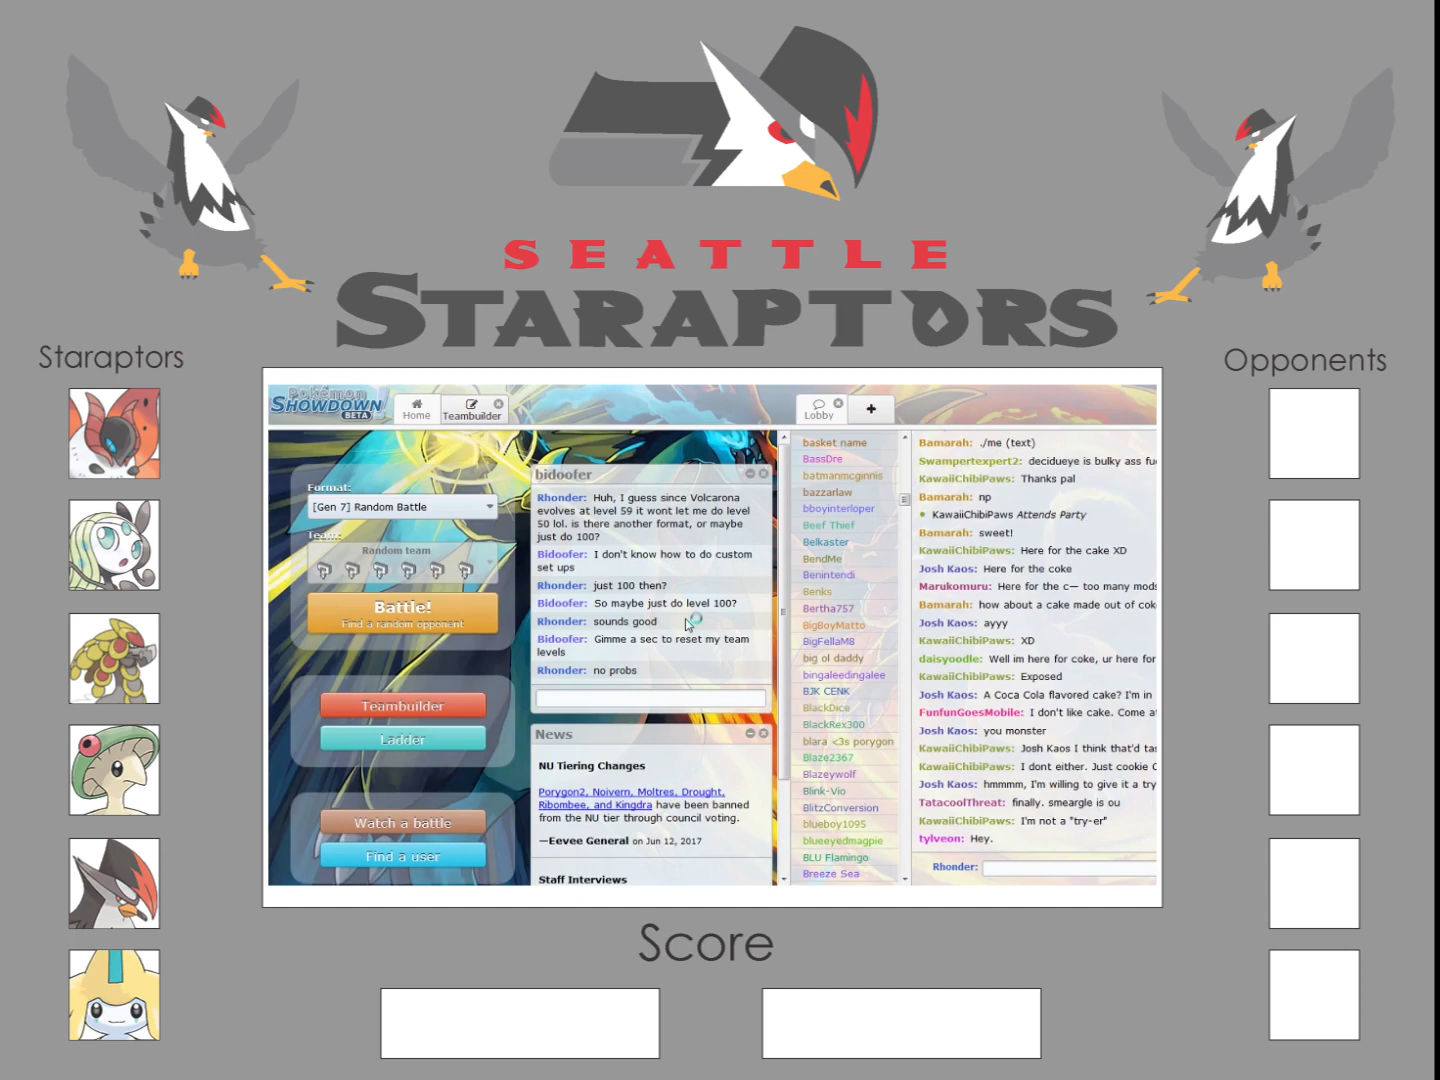 SEATTLE
STARAPTORS
Staraptors
Opponents
Pokémon
SHOWDOWN
BETA
Home
Teambuilder
Lobby
Format:
[Gen 7] Random Battle
Team:
Random team
Battle!
Find a random opponent
Teambuilder
Ladder
Watch a battle
Find a user
bidoofer
Rhonder: Huh, I guess since Volcarona
evolves at level 59 it wont let me do level
50 lol. is there another format, or maybe
just do 100?
Bidoofer: I don't know how to do custom
set ups
Rhonder: just 100 then?
Bidoofer: So maybe just do level 100?
Rhonder: sounds good
Bidoofer: Gimme a sec to reset my team
levels
Rhonder: no probs
News
NU Tiering Changes
Porygon2, Noivern, Moltres, Drought,
Ribombee, and Kingdra have been banned
from the NU tier through council voting.
—Eevee General on Jun 12, 2017
Staff Interviews
basket name
BassDre
batmanmcginnis
bazzarlaw
bboyinterloper
Beef Thief
Belkaster
BendMe
Benintendi
Benks
Bertha757
BigBoyMatto
BigFellaM8
big ol daddy
bingaleedingalee
BJK CENK
BlackDice
BlackRex300
blara <3s porygon
Blaze2367
Blazeywolf
Blink-Vio
BlitzConversion
blueboy1095
blueeyedmagpie
BLU Flamingo
Breeze Sea
Bamarah: ./me (text)
Swampertexpert2: decidueye is bulky ass fu
KawaiiChibiPaws: Thanks pal
Bamarah: np
• KawaiiChibiPaws Attends Party
Bamarah: sweet!
KawaiiChibiPaws: Here for the cake XD
Josh Kaos: Here for the coke
Marukomuru: Here for the c— too many mods
Bamarah: how about a cake made out of cok
Josh Kaos: ayyy
KawaiiChibiPaws: XD
daisyoodle: Well im here for coke, ur here for
KawaiiChibiPaws: Exposed
Josh Kaos: A Coca Cola flavored cake? I'm in
FunfunGoesMobile: I don't like cake. Come a
Josh Kaos: you monster
KawaiiChibiPaws: Josh Kaos I think that'd ta
KawaiiChibiPaws: I dont either. Just cookie C
Josh Kaos: hmmmm, I'm willing to give it a try
TatacoolThreat: finally. smeargle is ou
KawaiiChibiPaws: I'm not a "try-er"
tylveon: Hey.
Rhonder:
Score